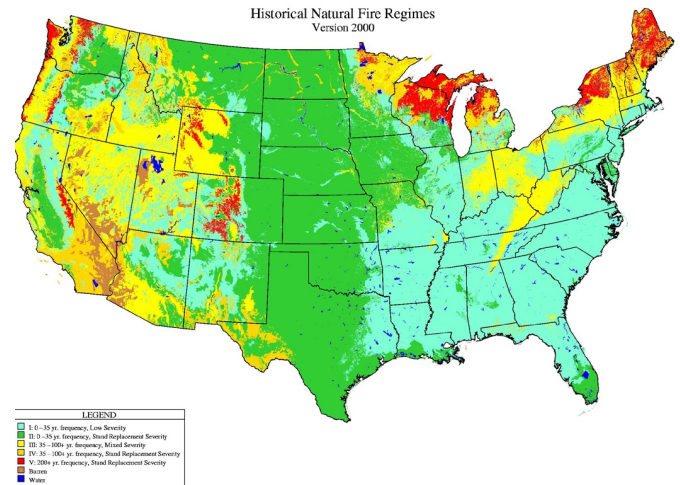 Historical Natural Fire Regimes
Version 2000
LEGEND
I: 0–35 yr. frequency, Low Severity
II: 0–35 yr. frequency, Stand Replacement Severity
III: 35–100+ yr. frequency, Mixed Severity
IV: 35–100+ yr. frequency, Stand Replacement Severity
V: 200+ yr. frequency, Stand Replacement Severity
Barren
Water